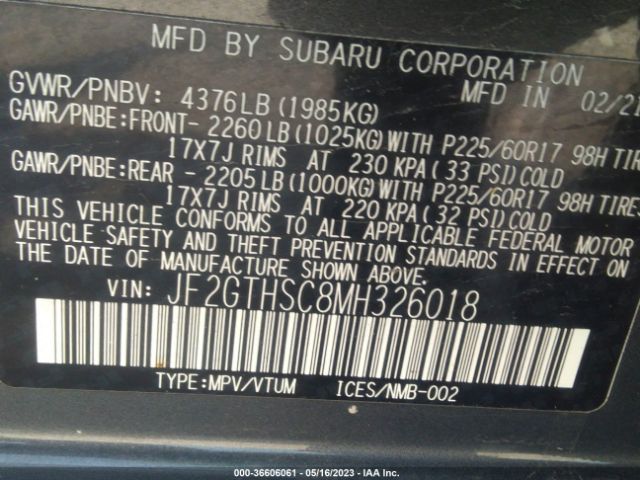 MFD BY SUBARU CORPORATION
GVWR/PNBV: 4376LB(1985KG) MFD IN 02/21
GAWR/PNBE:FRONT- 2260LB(1025KG)WITH P225/60R17 98H TIRE
17X7J RIMS AT 230 KPA( 33 PSI)COLD
GAWR/PNBE:REAR - 2205LB(1000KG)WITH P225/60R17 98H TIRE
17X7J RIMS AT 220 KPA( 32 PSI)COLD
THIS VEHICLE CONFORMS TO ALL APPLICABLE FEDERAL MOTOR
VEHICLE SAFETY AND THEFT PREVENTION STANDARDS IN EFFECT ON
THE DATE OF MANUFACTURE SHOWN ABOVE.
VIN: JF2GTHSC8MH326018
TYPE:MPV/VTUM ICES/NMB-002
000-36606061 - 05/16/2023 - IAA Inc.